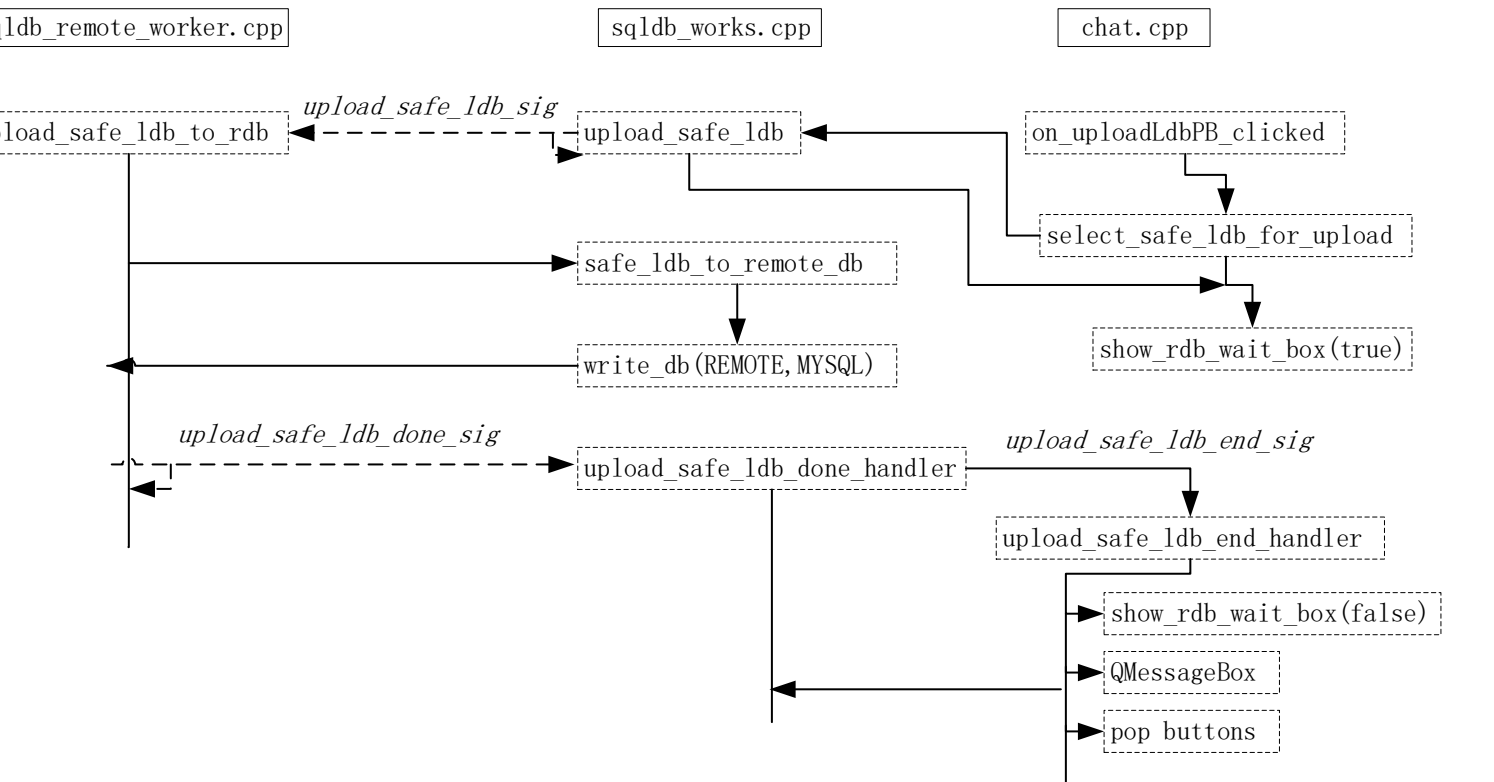 qldb_remote_worker.cpp
sqldb_works.cpp
chat.cpp
upload_safe_ldb_sig
load_safe_ldb_to_rdb
upload_safe_ldb
on_uploadLdbPB_clicked
select_safe_ldb_for_upload
safe_ldb_to_remote_db
show_rdb_wait_box(true)
write_db(REMOTE,MYSQL)
upload_safe_ldb_done_sig
upload_safe_ldb_end_sig
upload_safe_ldb_done_handler
upload_safe_ldb_end_handler
show_rdb_wait_box(false)
QMessageBox
pop buttons